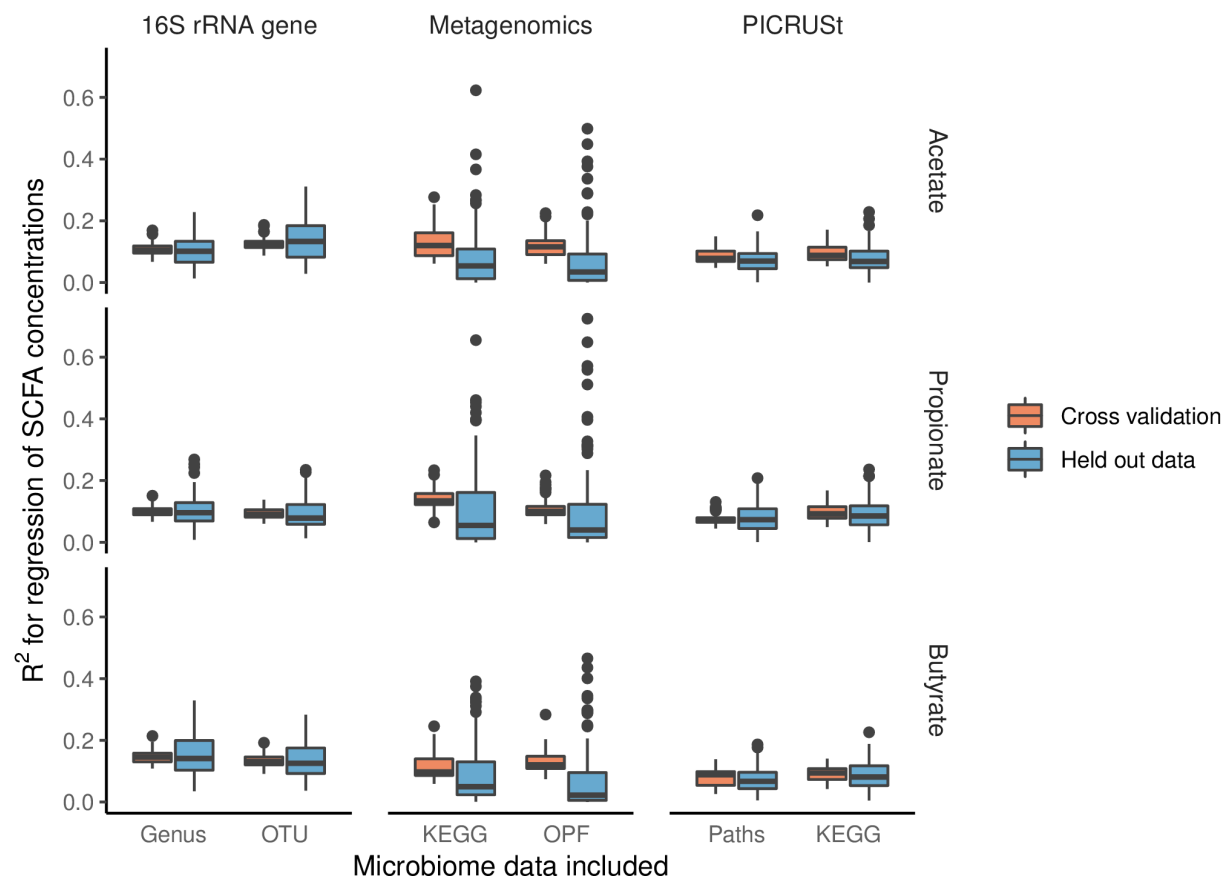 16S rRNA gene
Metagenomics
PICRUSt
R² for regression of SCFA concentrations
0.6
0.4
0.2
0.0
Acetate
0.6
0.4
0.2
0.0
Propionate
0.6
0.4
0.2
0.0
Butyrate
Cross validation
Held out data
Genus
OTU
KEGG
OPF
Paths
KEGG
Microbiome data included